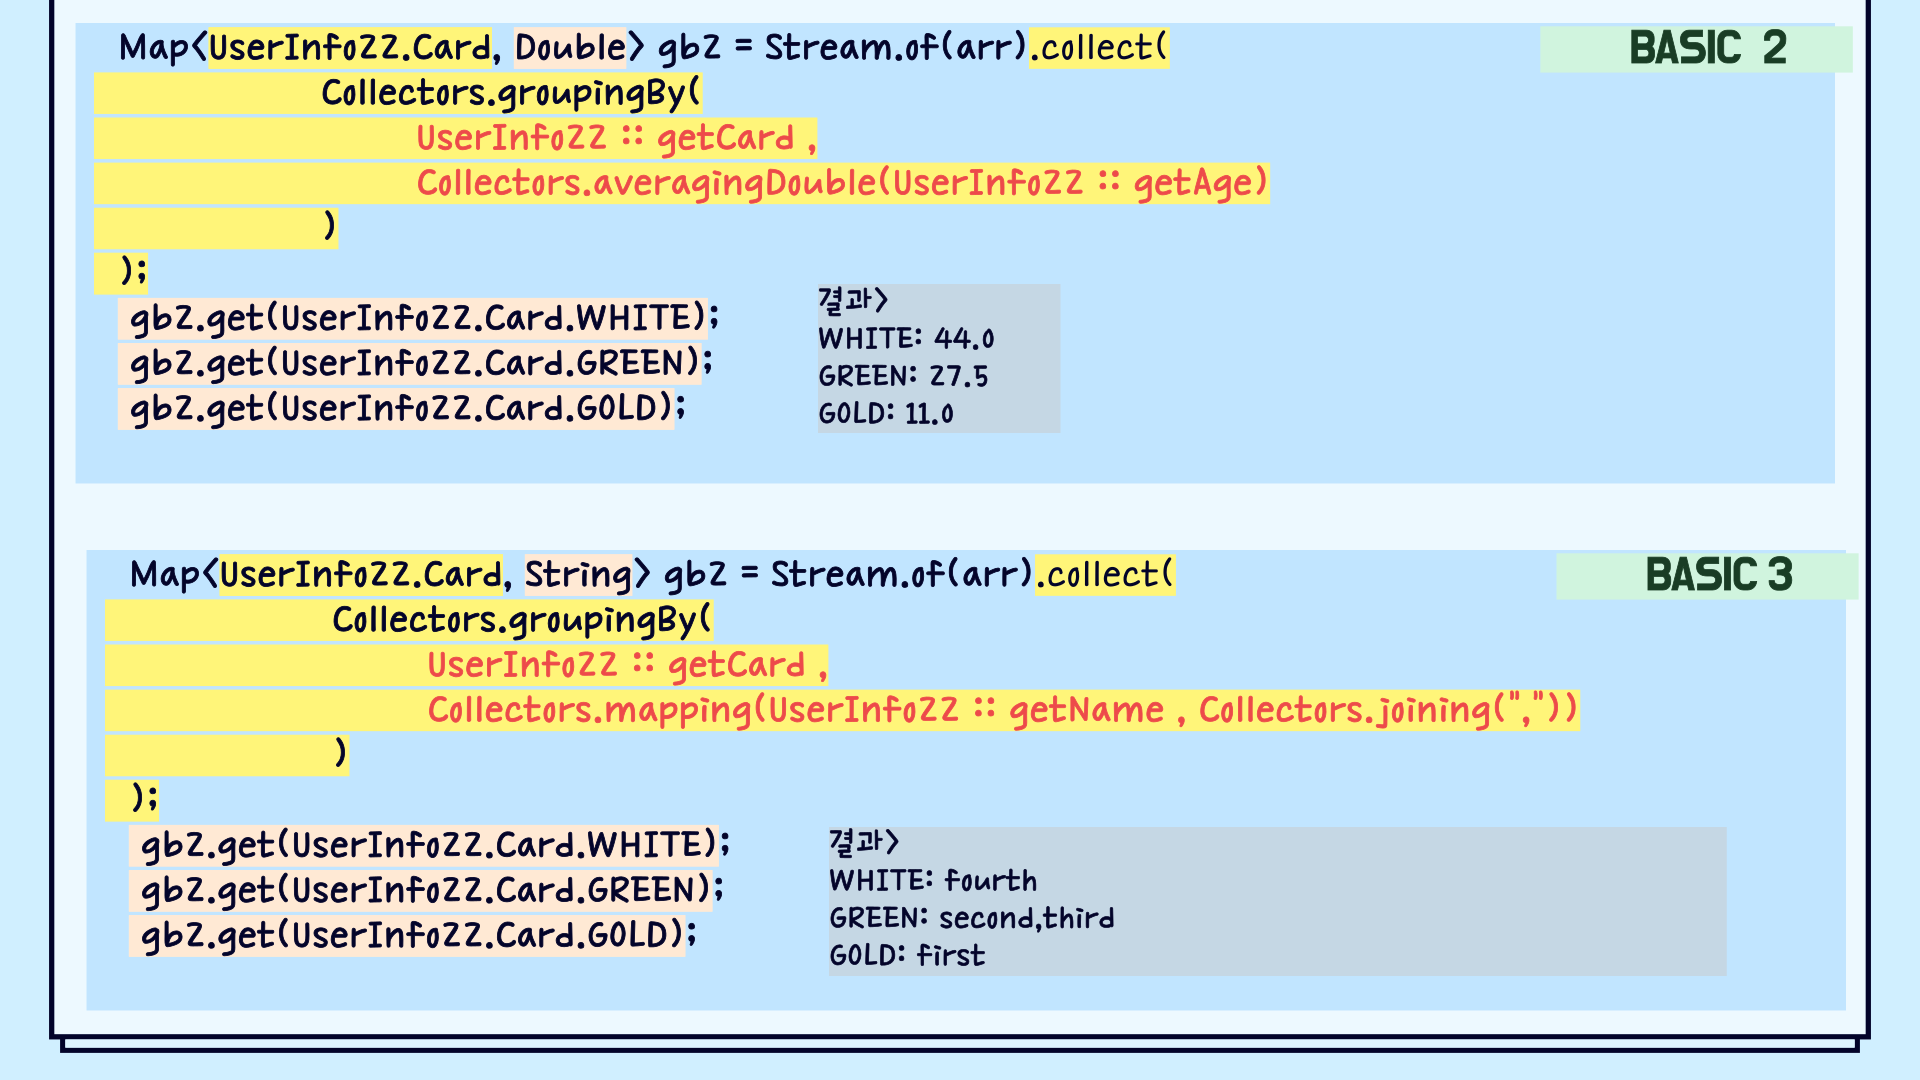 Map<UserInfo22.Card, Double> gb2 = Stream.of(arr).collect(
BASIC 2
Collectors.groupingBy(
UserInfo22 :: getCard ,
Collectors.averagingDouble(UserInfo22 :: getAge)
)
);
gb2.get(UserInfo22.Card.WHITE);
gb2.get(UserInfo22.Card.GREEN);
gb2.get(UserInfo22.Card.GOLD);
결과>
WHITE: 44.0
GREEN: 27.5
GOLD: 11.0
Map<UserInfo22.Card, String> gb2 = Stream.of(arr).collect(
BASIC 3
Collectors.groupingBy(
UserInfo22 :: getCard ,
Collectors.mapping(UserInfo22 :: getName , Collectors.joining(","))
)
);
gb2.get(UserInfo22.Card.WHITE);
gb2.get(UserInfo22.Card.GREEN);
gb2.get(UserInfo22.Card.GOLD);
결과>
WHITE: fourth
GREEN: second,third
GOLD: first